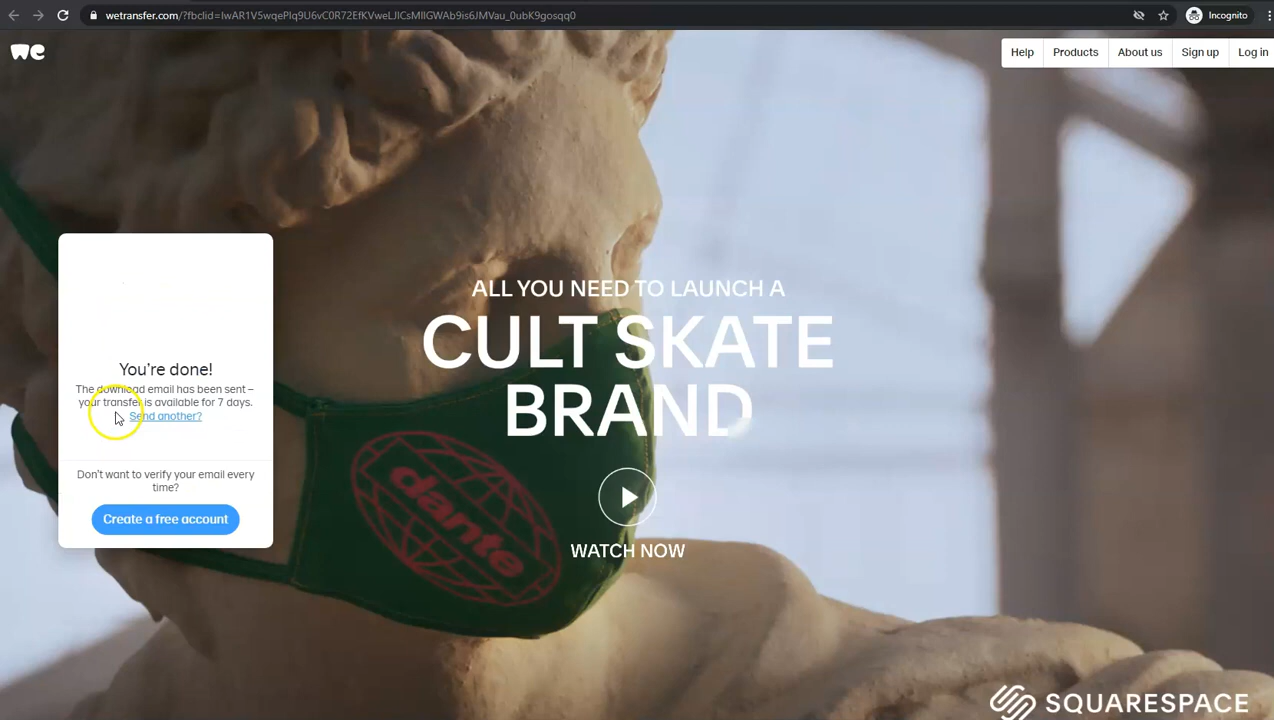 wetransfer.com/?fbclid=IwAR1V5wqePIq9U6vC0R72EfKVweLJICsMlIGWAb9is6JMVau_0ubK9gosqq0
Incognito
we
Help Products About us Sign up Log in
ALL YOU NEED TO LAUNCH A
CULT SKATE
BRAND
You're done!
The download email has been sent –
your transfer is available for 7 days.
Send another?
Don't want to verify your email every
time?
Create a free account
dante
WATCH NOW
SQUARESPACE